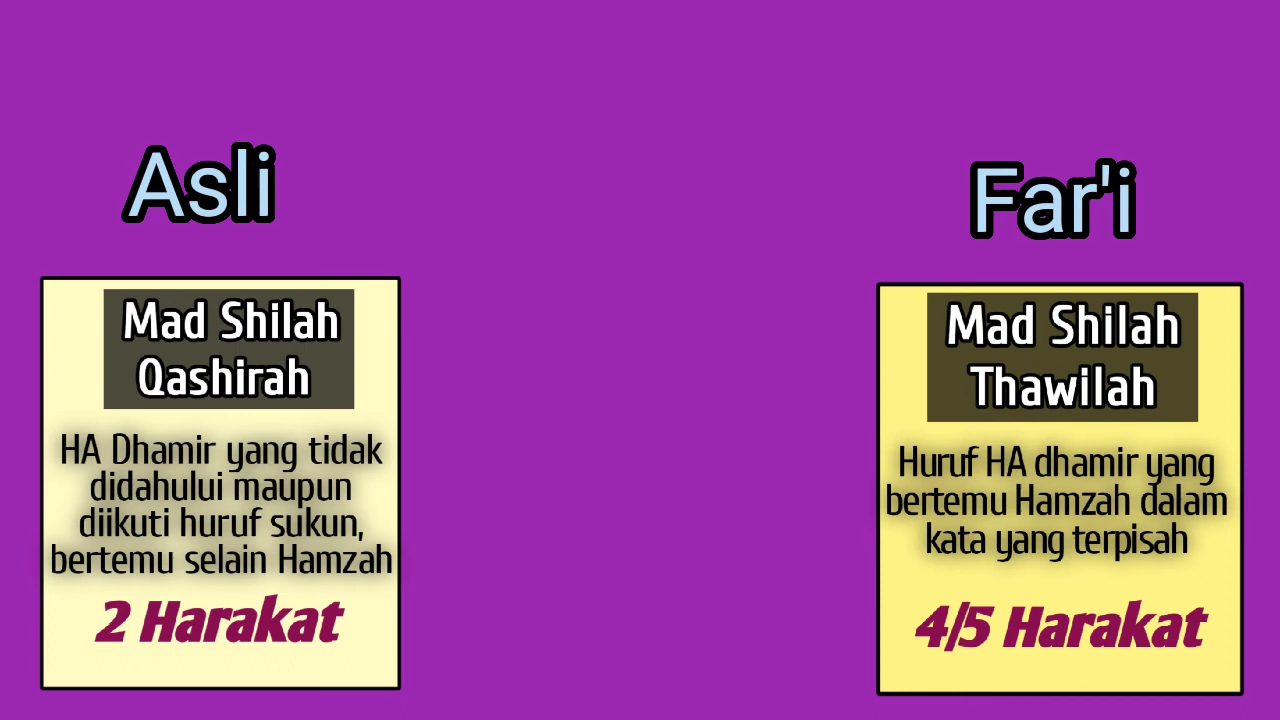 Asli
Mad Shilah
Qashirah
HA Dhamir yang tidak
didahului maupun
diikuti huruf sukun,
bertemu selain Hamzah
2 Harakat
Far'i
Mad Shilah
Thawilah
Huruf HA dhamir yang
bertemu Hamzah dalam
kata yang terpisah
4/5 Harakat